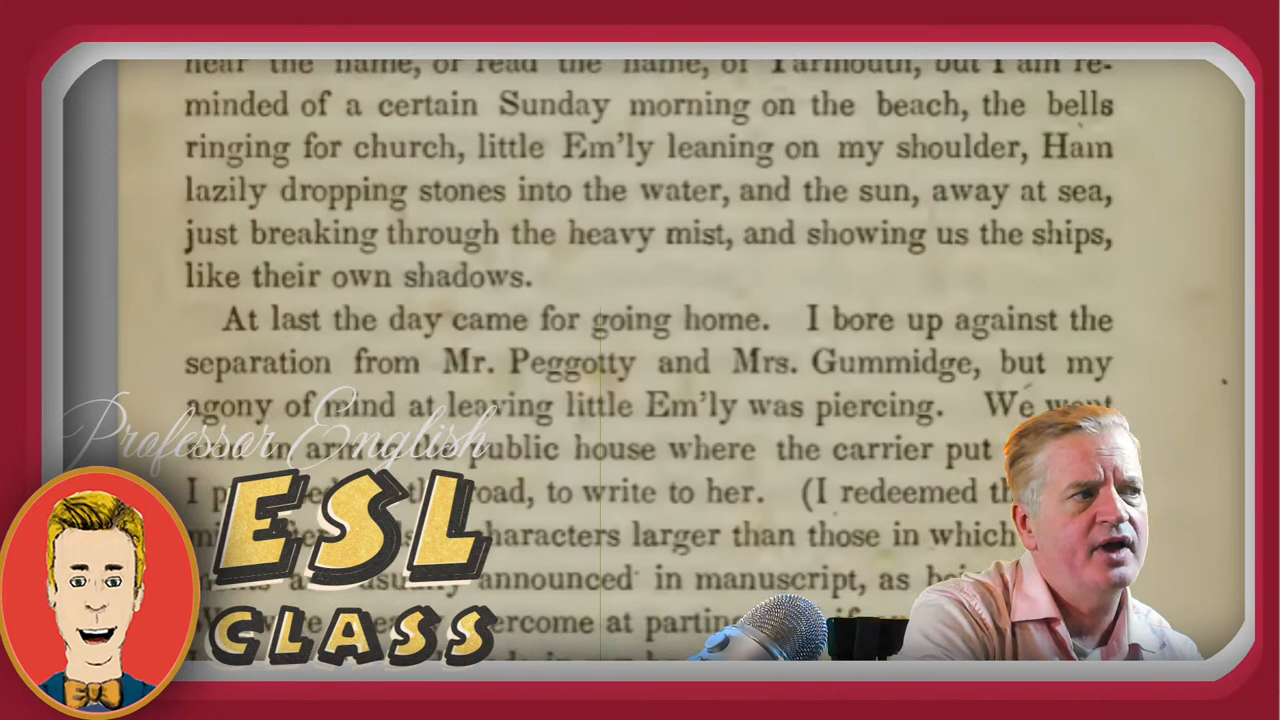 hear the name, or read the name, of Yarmouth, but I am re-
minded of a certain Sunday morning on the beach, the bells
ringing for church, little Em'ly leaning on my shoulder, Ham
lazily dropping stones into the water, and the sun, away at sea,
just breaking through the heavy mist, and showing us the ships,
like their own shadows.
At last the day came for going home. I bore up against the
separation from Mr. Peggotty and Mrs. Gummidge, but my
agony of mind at leaving little Em'ly was piercing. We went
arm public house where the carrier put
I road, to write to her. (I redeemed
characters larger than those in which
announced in manuscript, as
at parting
Professor English
ESL
CLASS